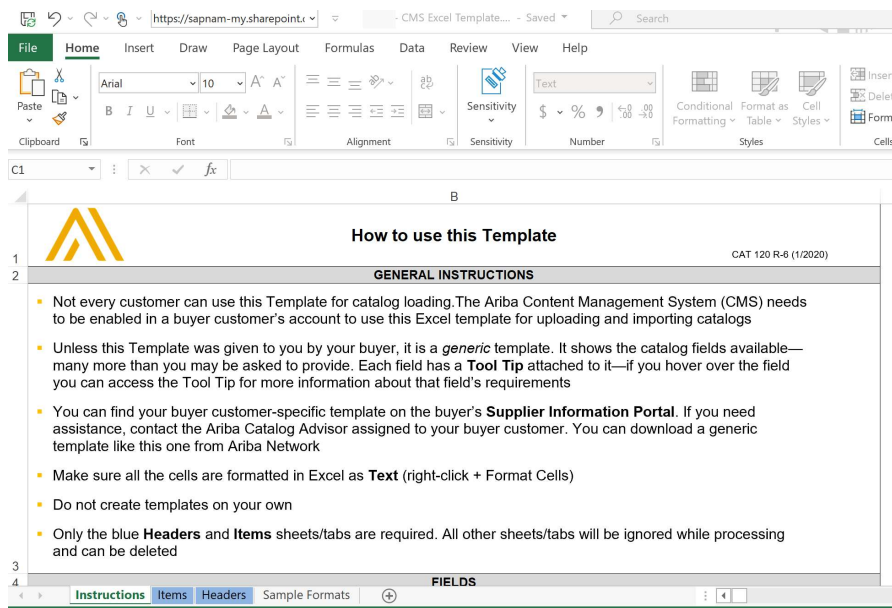 https://sapnam-my.sharepoint.c
- CMS Excel Template.... - Saved
Search
File Home Insert Draw Page Layout Formulas Data Review View Help
Arial 10 A^ A˅ ab Text Inser
Paste B I U A Sensitivity $ % 9 Conditional Format as Cell Delet
Formatting Table Styles Form
Clipboard Font Alignment Sensitivity Number Styles Cells
C1 fx
B
1 How to use this Template
CAT 120 R-6 (1/2020)
2 GENERAL INSTRUCTIONS
▪ Not every customer can use this Template for catalog loading.The Ariba Content Management System (CMS) needs
to be enabled in a buyer customer's account to use this Excel template for uploading and importing catalogs
▪ Unless this Template was given to you by your buyer, it is a generic template. It shows the catalog fields available—
many more than you may be asked to provide. Each field has a Tool Tip attached to it—if you hover over the field
you can access the Tool Tip for more information about that field's requirements
▪ You can find your buyer customer-specific template on the buyer's Supplier Information Portal. If you need
assistance, contact the Ariba Catalog Advisor assigned to your buyer customer. You can download a generic
template like this one from Ariba Network
▪ Make sure all the cells are formatted in Excel as Text (right-click + Format Cells)
▪ Do not create templates on your own
▪ Only the blue Headers and Items sheets/tabs are required. All other sheets/tabs will be ignored while processing
and can be deleted
3
4 FIELDS
Instructions Items Headers Sample Formats